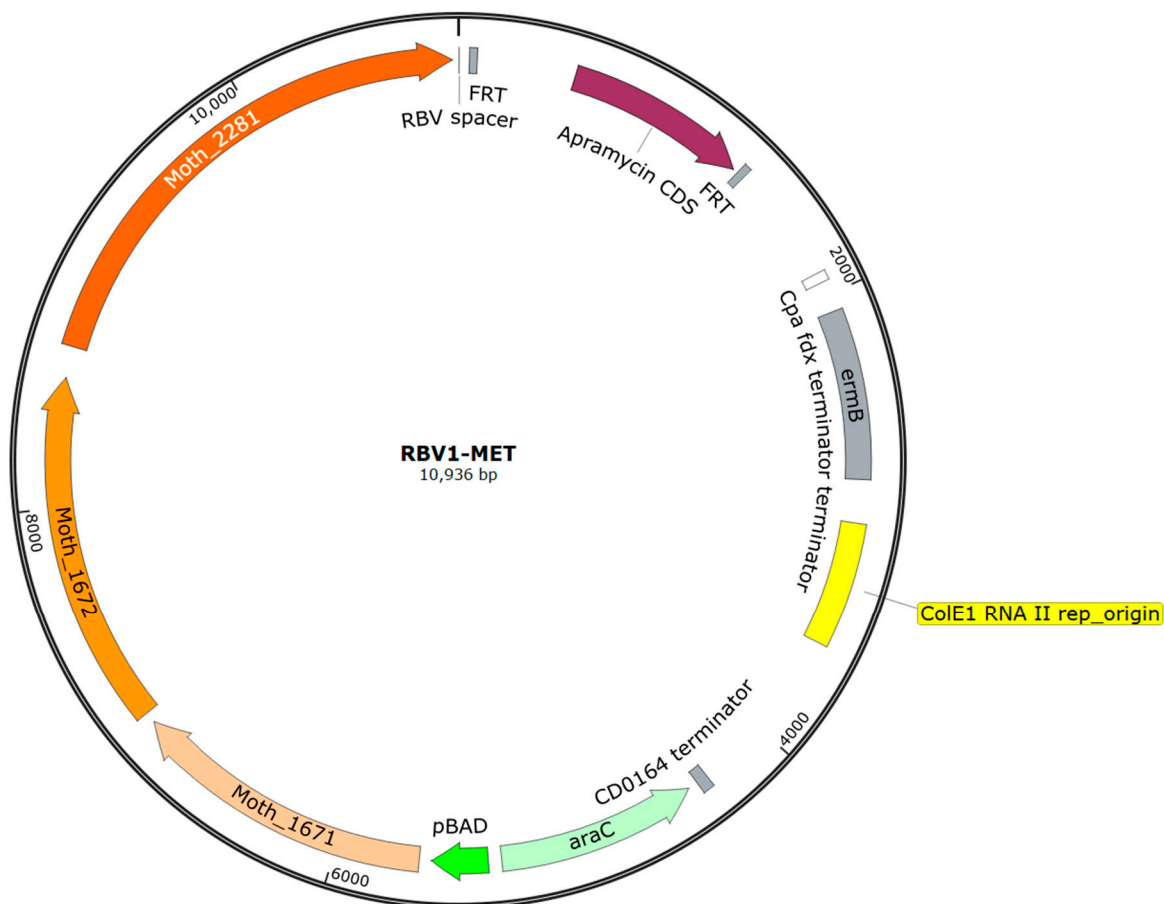 FRT
RBV spacer
Apramycin CDS
FRT
2000
Cpa fdx terminator terminator
ermB
ColE1 RNA II rep_origin
4000
CD0164 terminator
araC
pBAD
6000
Moth_1671
Moth_1672
8000
Moth_2281
10,000
RBV1-MET
10,936 bp